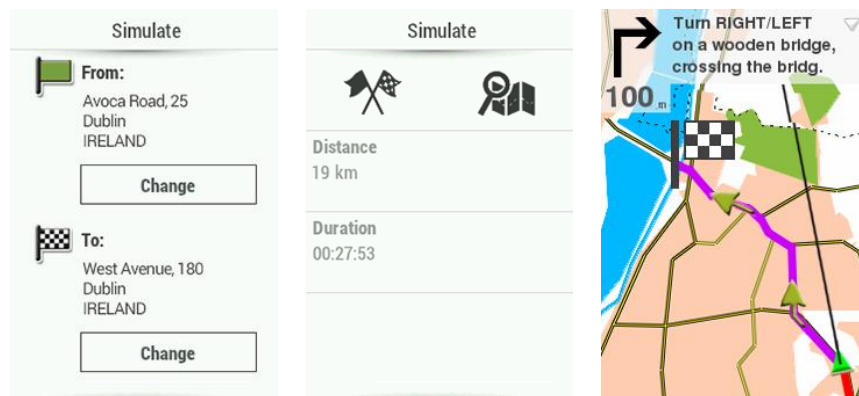 Simulate
From:
Avoca Road, 25
Dublin
IRELAND
Change
To:
West Avenue, 180
Dublin
IRELAND
Change
Simulate
Distance
19 km
Duration
00:27:53
Turn RIGHT/LEFT
on a wooden bridge,
crossing the bridg.
100 m